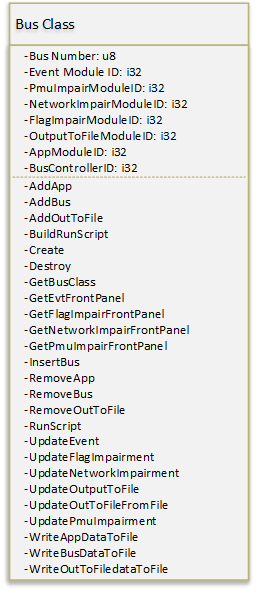 Bus Class
-Bus Number: u8
-Event Module ID: i32
-PmuImpairModuleID: i32
-NetworkImpairModuleID: i32
-FlagImpairModuleID: i32
-OutputToFileModuleID: i32
-AppModuleID: i32
-BusControllerID: i32
-AddApp
-AddBus
-AddOutToFile
-BuildRunScript
-Create
-Destroy
-GetBusClass
-GetEvtFrontPanel
-GetFlagImpairFrontPanel
-GetNetworkImpairFrontPanel
-GetPmuImpairFrontPanel
-InsertBus
-RemoveApp
-RemoveBus
-RemoveOutToFile
-RunScript
-UpdateEvent
-UpdateFlagImpairment
-UpdateNetworkImpairment
-UpdateOutputToFile
-UpdateOutToFileFromFile
-UpdatePmuImpairment
-WriteAppDataToFile
-WriteBusDataToFile
-WriteOutToFiledataToFile